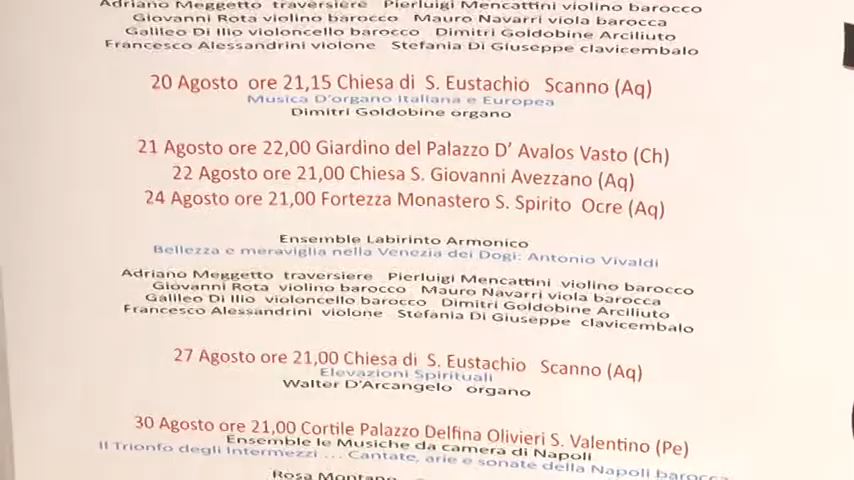 Adriano Meggetto traversiere Pierluigi Mencattini violino barocco
Giovanni Rota violino barocco Mauro Navarri viola barocca
Galileo Di Ilio violoncello barocco Dimitri Goldobine Arciliuto
Francesco Alessandrini violone Stefania Di Giuseppe clavicembalo
20 Agosto ore 21,15 Chiesa di S. Eustachio Scanno (Aq)
Musica D'organo Italiana e Europea
Dimitri Goldobine organo
21 Agosto ore 22,00 Giardino del Palazzo D' Avalos Vasto (Ch)
22 Agosto ore 21,00 Chiesa S. Giovanni Avezzano (Aq)
24 Agosto ore 21,00 Fortezza Monastero S. Spirito Ocre (Aq)
Ensemble Labirinto Armonico
Bellezza e meraviglia nella Venezia dei Dogi: Antonio Vivaldi
Adriano Meggetto traversiere Pierluigi Mencattini violino barocco
Giovanni Rota violino barocco Mauro Navarri viola barocca
Galileo Di Ilio violoncello barocco Dimitri Goldobine Arciliuto
Francesco Alessandrini violone Stefania Di Giuseppe clavicembalo
27 Agosto ore 21,00 Chiesa di S. Eustachio Scanno (Aq)
Elevazioni Spirituali
Walter D'Arcangelo organo
30 Agosto ore 21,00 Cortile Palazzo Delfina Olivieri S. Valentino (Pe)
Ensemble le Musiche da camera di Napoli
Il Trionfo degli Intermezzi ... Cantate, arie e sonate della Napoli barocca
Rosa Montano